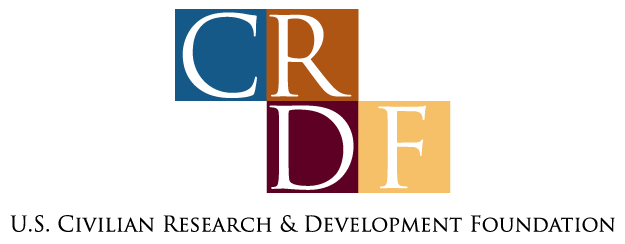 CR
DF
U.S. Civilian Research & Development Foundation